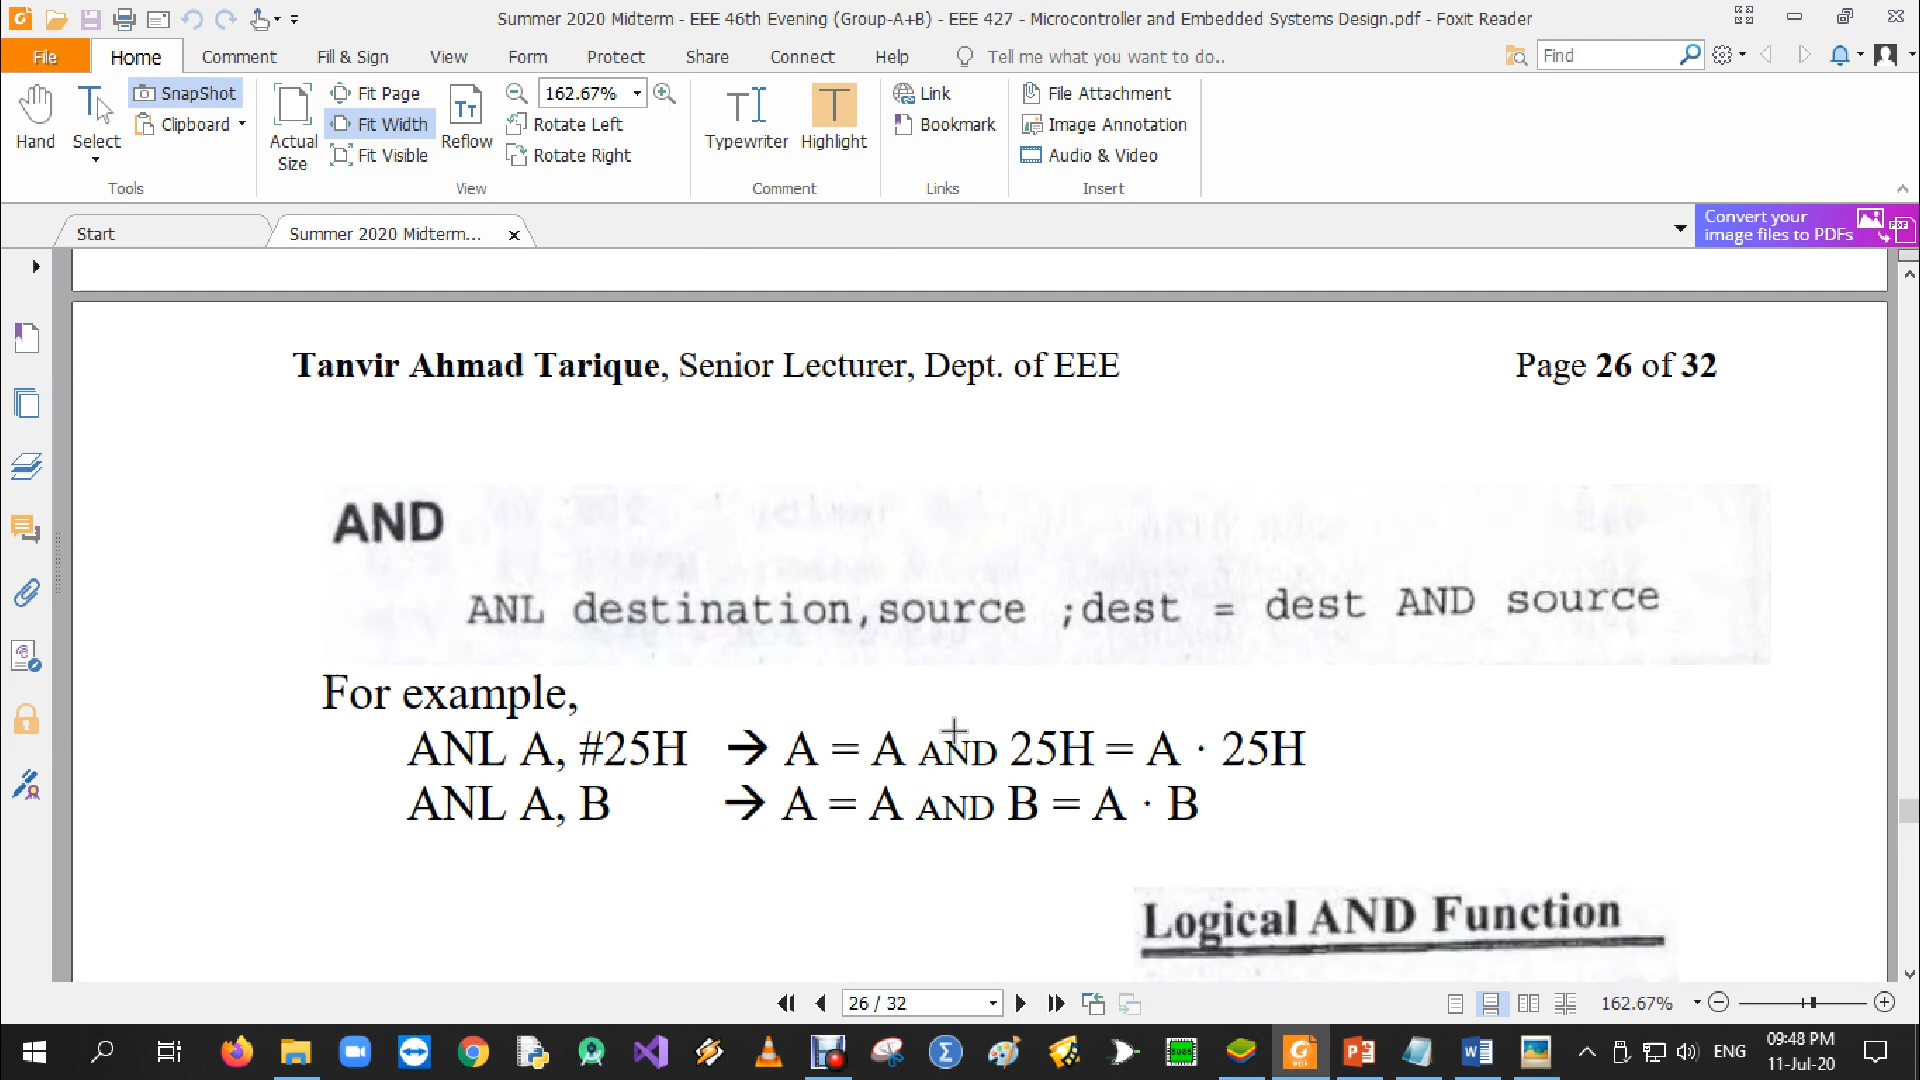 Summer 2020 Midterm - EEE 46th Evening (Group-A+B) - EEE 427 - Microcontroller and Embedded Systems Design.pdf - Foxit Reader
File Home Comment Fill & Sign View Form Protect Share Connect Help Tell me what you want to do.. Find
Hand
Select
SnapShot
Clipboard
Tools
Actual
Size
Fit Page
Fit Width
Fit Visible
Reflow
162.67%
Rotate Left
Rotate Right
View
Typewriter
Highlight
Comment
Link
Bookmark
Links
File Attachment
Image Annotation
Audio & Video
Insert
Start
Summer 2020 Midterm...
Convert your
image files to PDFs
PDF
Tanvir Ahmad Tarique, Senior Lecturer, Dept. of EEE Page 26 of 32
AND
ANL destination,source ;dest = dest AND source
For example,
ANL A, #25H → A = A AND 25H = A · 25H
ANL A, B → A = A AND B = A · B
Logical AND Function
26 / 32
162.67%
ENG
09:48 PM
11-Jul-20